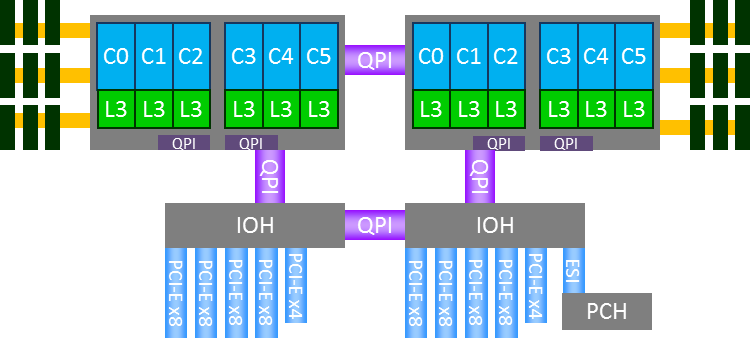 C0 C1 C2 C3 C4 C5 QPI C0 C1 C2 C3 C4 C5
L3 L3 L3 L3 L3 L3 L3 L3 L3 L3 L3 L3
QPI QPI QPI QPI
QPI QPI
IOH QPI IOH
PCI-E x8 PCI-E x8 PCI-E x8 PCI-E x8 PCI-E x4 PCI-E x8 PCI-E x8 PCI-E x8 PCI-E x8 PCI-E x4 ESI
PCH